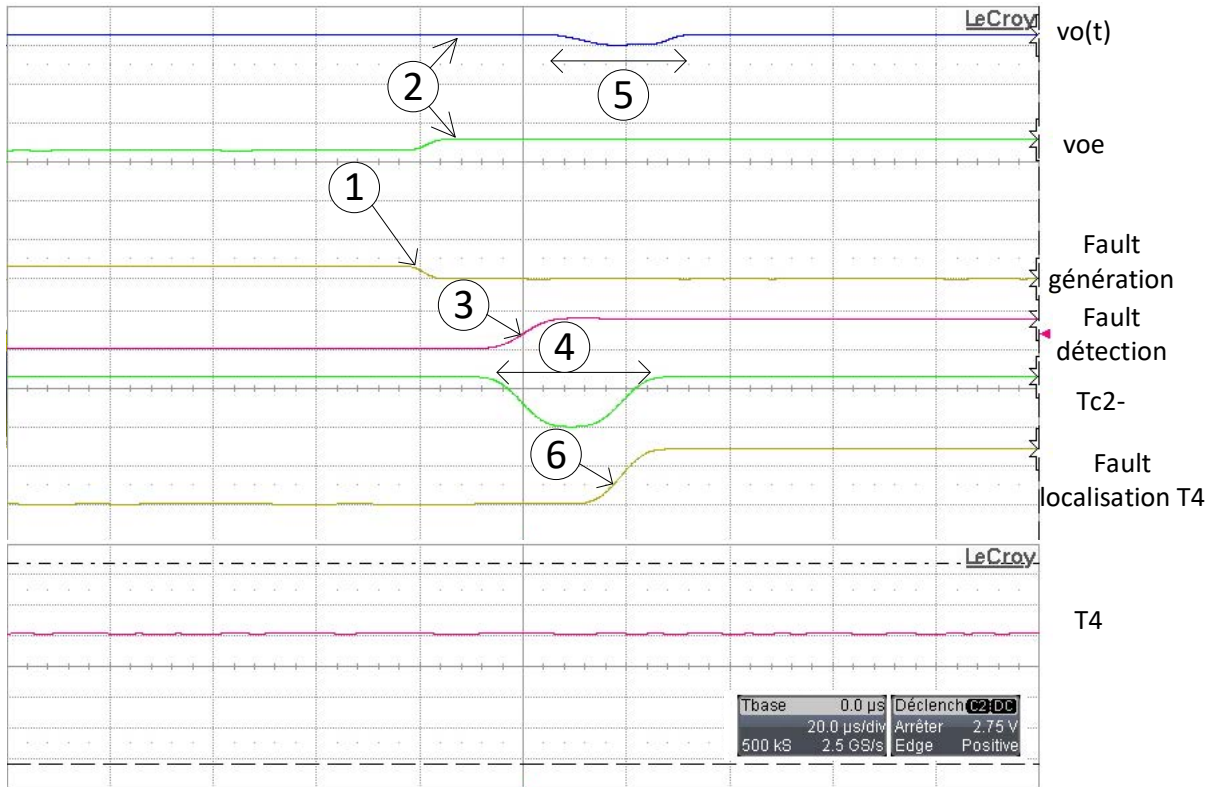 LeCroy
vo(t)
2
5
voe
1
Fault
génération
3
Fault
détection
4
Tc2-
6
Fault
localisation T4
LeCroy
T4
Tbase 0.0 µs
20.0 µs/div
500 kS 2.5 GS/s
Déclench C2 DC
Arrêter 2.75 V
Edge Positive